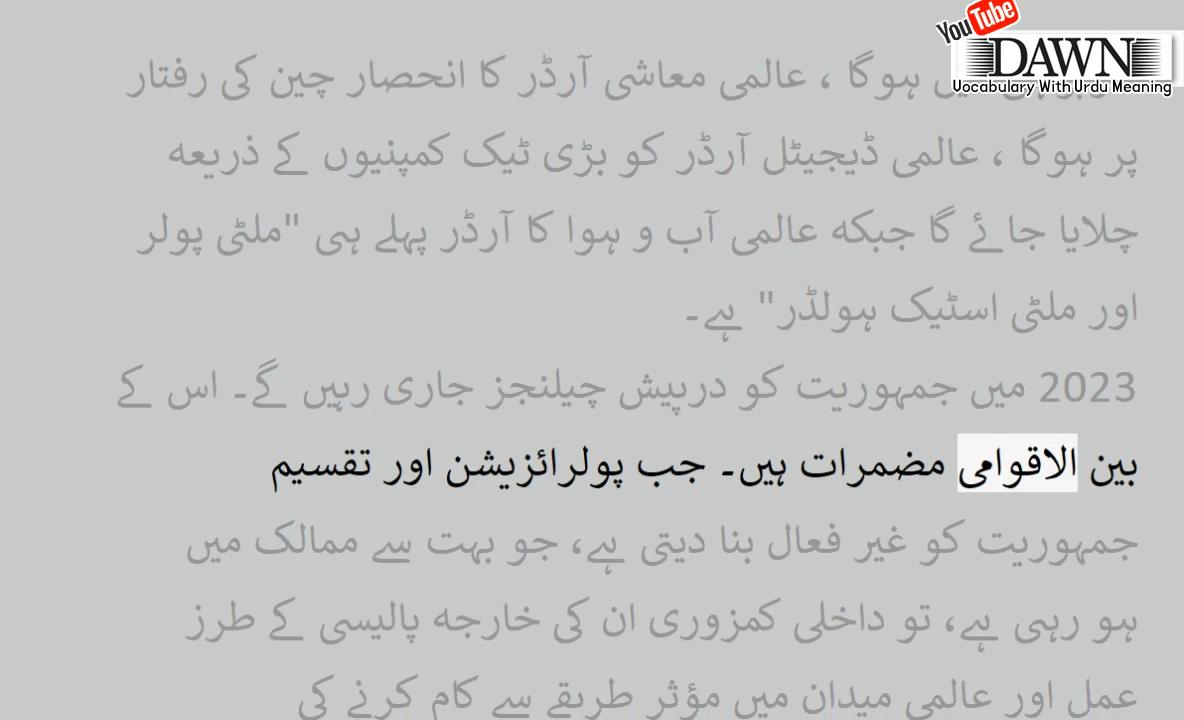 You Tube
DAWN
Vocabulary With Urdu Meaning
ہوگا ، عالمی معاشی آرڈر کا انحصار چین کی رفتار
پر ہوگا ، عالمی ڈیجیٹل آرڈر کو بڑی ٹیک کمپنیوں کے ذریعہ
چلایا جائے گا جبکہ عالمی آب و ہوا کا آرڈر پہلے ہی "ملٹی پولر
اور ملٹی اسٹیک ہولڈر" ہے۔
2023 میں جمہوریت کو درپیش چیلنجز جاری رہیں گے۔ اس کے
بین الاقوامی مضمرات ہیں۔ جب پولرائزیشن اور تقسیم
جمہوریت کو غیر فعال بنا دیتی ہے، جو بہت سے ممالک میں
ہو رہی ہے، تو داخلی کمزوری ان کی خارجہ پالیسی کے طرز
عمل اور عالمی میدان میں مؤثر طریقے سے کام کرنے کی